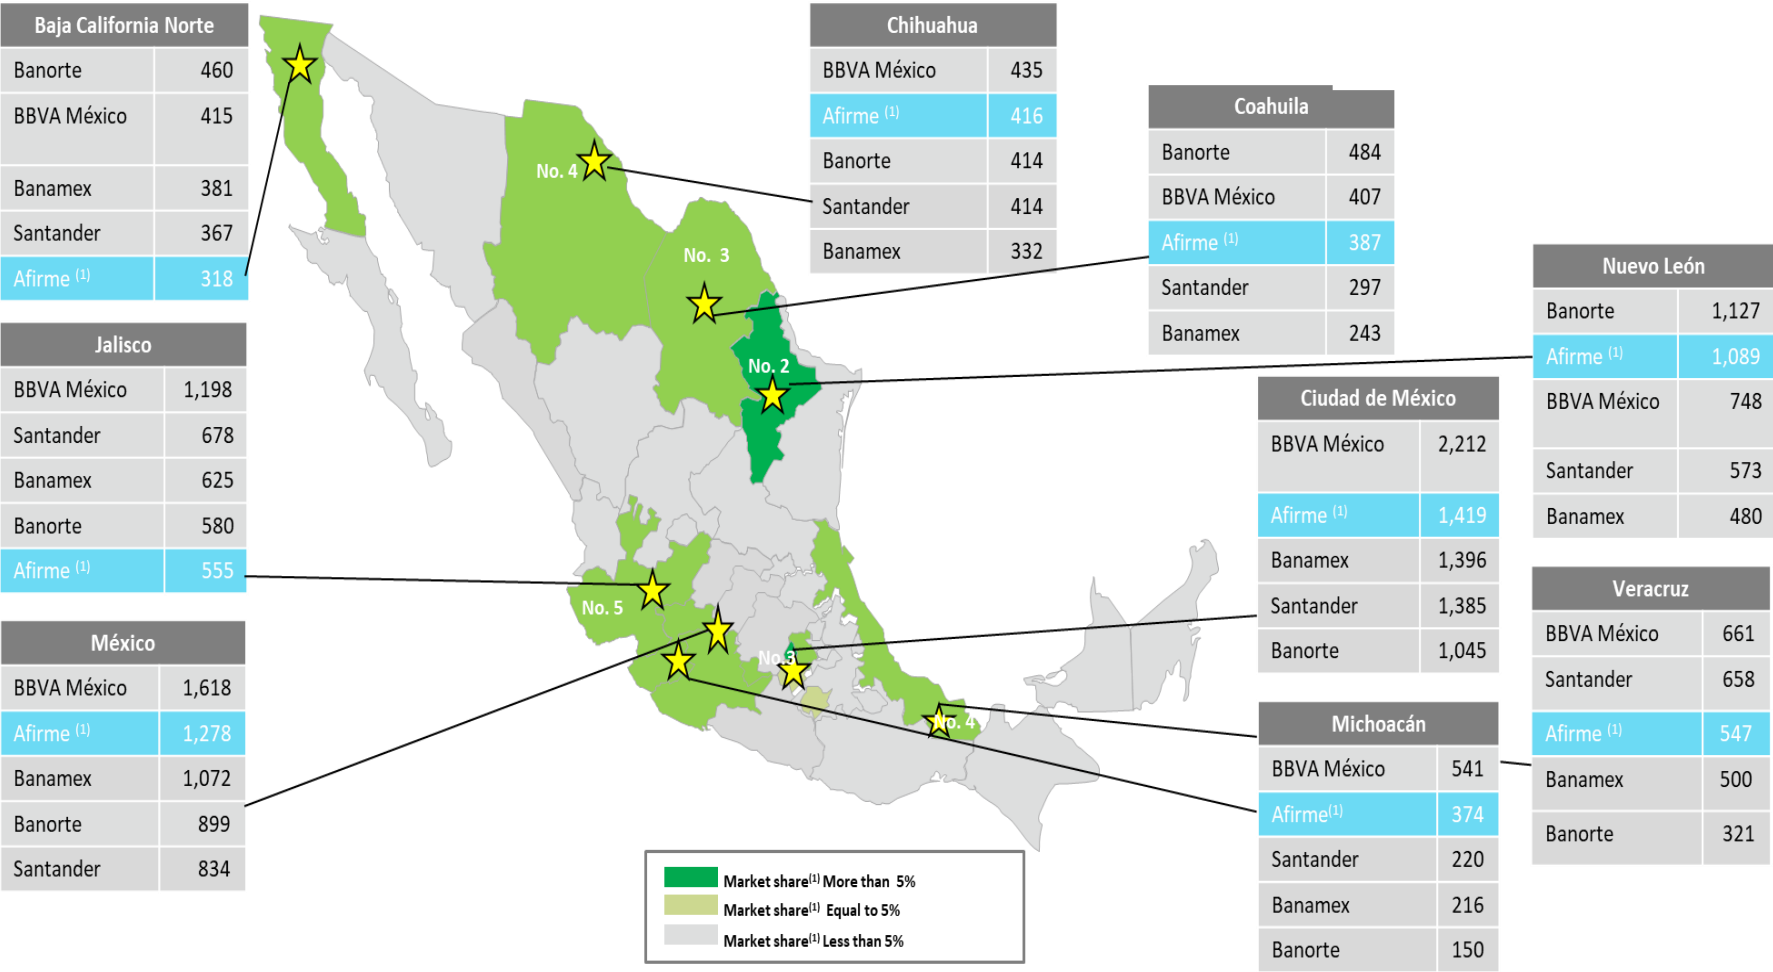 Baja California Norte
Banorte 460
BBVA México 415
Banamex 381
Santander 367
Afirme (1) 318
Jalisco
BBVA México 1,198
Santander 678
Banamex 625
Banorte 580
Afirme (1) 555
México
BBVA México 1,618
Afirme (1) 1,278
Banamex 1,072
Banorte 899
Santander 834
Chihuahua
BBVA México 435
Afirme (1) 416
Banorte 414
Santander 414
Banamex 332
Coahuila
Banorte 484
BBVA México 407
Afirme (1) 387
Santander 297
Banamex 243
Nuevo León
Banorte 1,127
Afirme (1) 1,089
BBVA México 748
Santander 573
Banamex 480
Ciudad de México
BBVA México 2,212
Afirme (1) 1,419
Banamex 1,396
Santander 1,385
Banorte 1,045
Veracruz
BBVA México 661
Santander 658
Afirme (1) 547
Banamex 500
Banorte 321
Michoacán
BBVA México 541
Afirme(1) 374
Santander 220
Banamex 216
Banorte 150
No. 4
No. 3
No. 2
No. 5
No.3
No. 4
Market share(1) More than 5%
Market share(1) Equal to 5%
Market share(1) Less than 5%